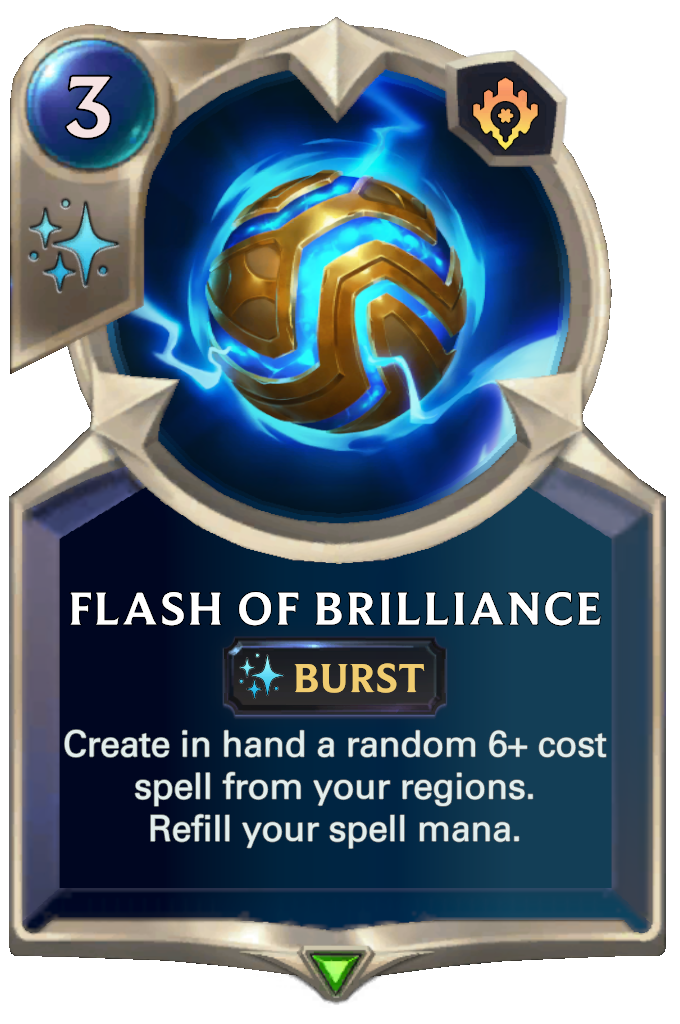 3
FLASH OF BRILLIANCE
BURST
Create in hand a random 6+ cost
spell from your regions.
Refill your spell mana.